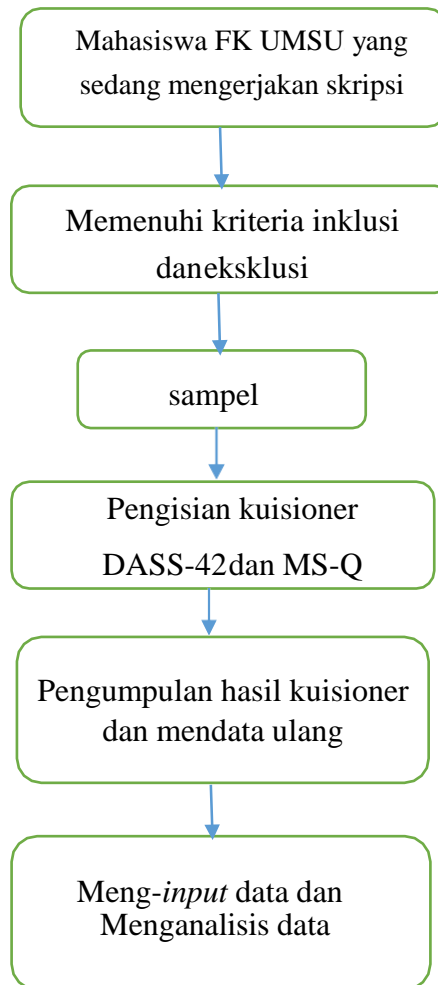 Mahasiswa FK UMSU yang
sedang mengerjakan skripsi
Memenuhi kriteria inklusi
daneksklusi
sampel
Pengisian kuisioner
DASS-42dan MS-Q
Pengumpulan hasil kuisioner
dan mendata ulang
Meng-input data dan
Menganalisis data